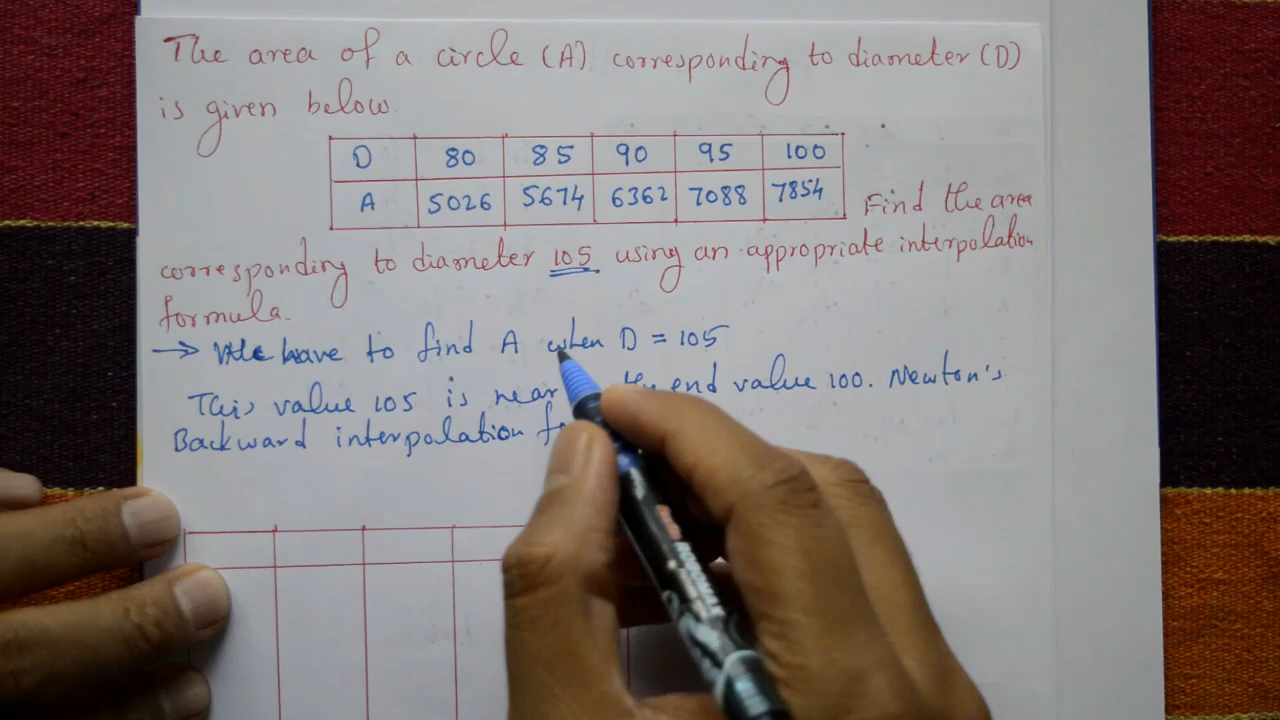 The area of a circle (A) corresponding to diameter (D)
is given below.
D 80 85 90 95 100
A 5026 5674 6362 7088 7854 Find the area
corresponding to diameter 105 using an appropriate interpolation
formula.
→ We have to find A when D = 105
This value 105 is near the end value 100. Newton's
Backward interpolation